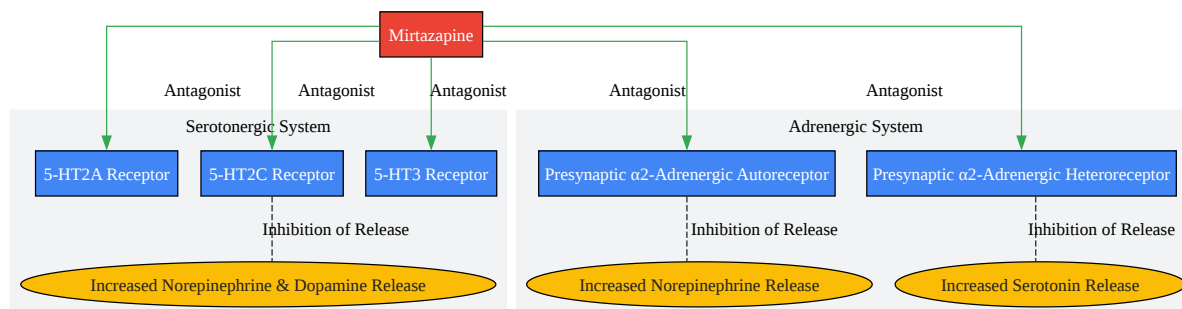 Mirtazapine
Antagonist
Antagonist
Antagonist
Antagonist
Antagonist
Serotonergic System
Adrenergic System
5-HT2A Receptor
5-HT2C Receptor
5-HT3 Receptor
Presynaptic α2-Adrenergic Autoreceptor
Presynaptic α2-Adrenergic Heteroreceptor
Inhibition of Release
Inhibition of Release
Inhibition of Release
Increased Norepinephrine & Dopamine Release
Increased Norepinephrine Release
Increased Serotonin Release